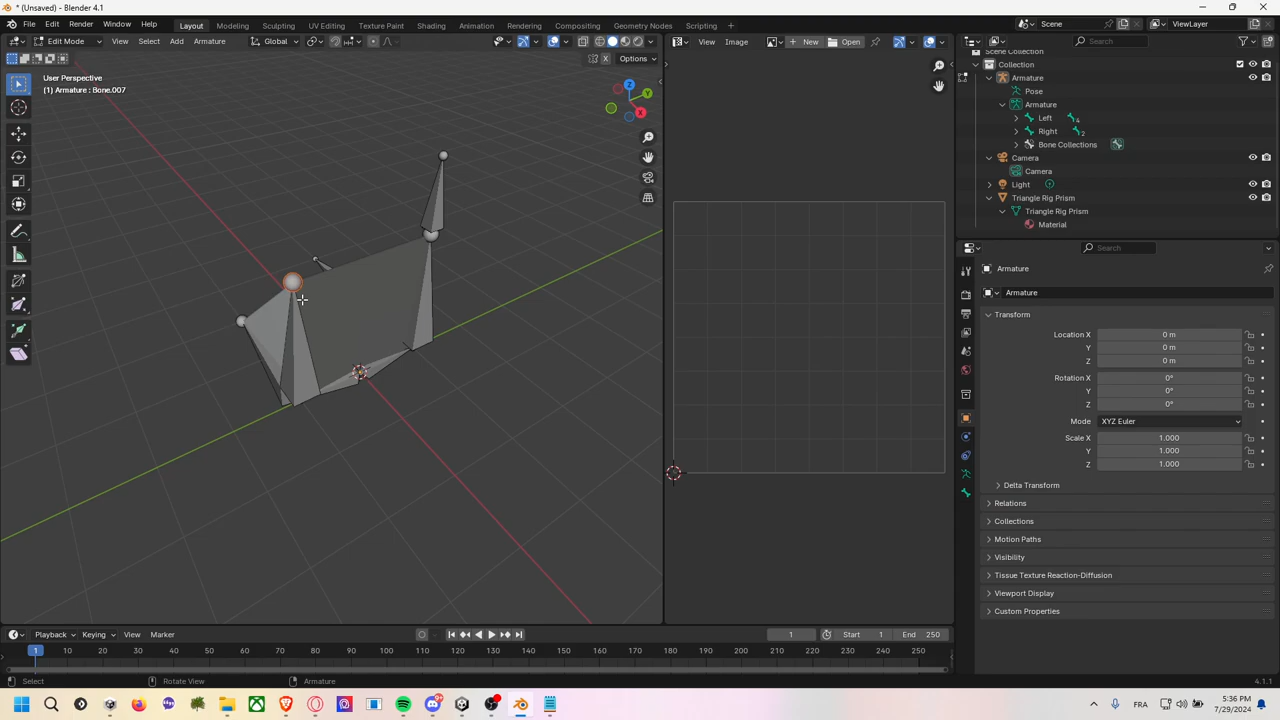 * (Unsaved) - Blender 4.1
File Edit Render Window Help Layout Modeling Sculpting UV Editing Texture Paint Shading Animation Rendering Compositing Geometry Nodes Scripting + Scene ViewLayer
Edit Mode View Select Add Armature Global View Image New Open Search
X Options
User Perspective
(1) Armature : Bone.007
Z
Y
X
Scene Collection
Collection
Armature
Pose
Armature
Left 4
Right 2
Bone Collections
Camera
Camera
Light
Triangle Rig Prism
Triangle Rig Prism
Material
Search
Armature
Armature
Transform
Location X 0 m
Y 0 m
Z 0 m
Rotation X 0°
Y 0°
Z 0°
Mode XYZ Euler
Scale X 1.000
Y 1.000
Z 1.000
Delta Transform
Relations
Collections
Motion Paths
Visibility
Tissue Texture Reaction-Diffusion
Viewport Display
Custom Properties
Playback Keying View Marker 1 Start 1 End 250
1 10 20 30 40 50 60 70 80 90 100 110 120 130 140 150 160 170 180 190 200 210 220 230 240 250
Select Rotate View Armature 4.1.1
FRA 5:36 PM
7/29/2024